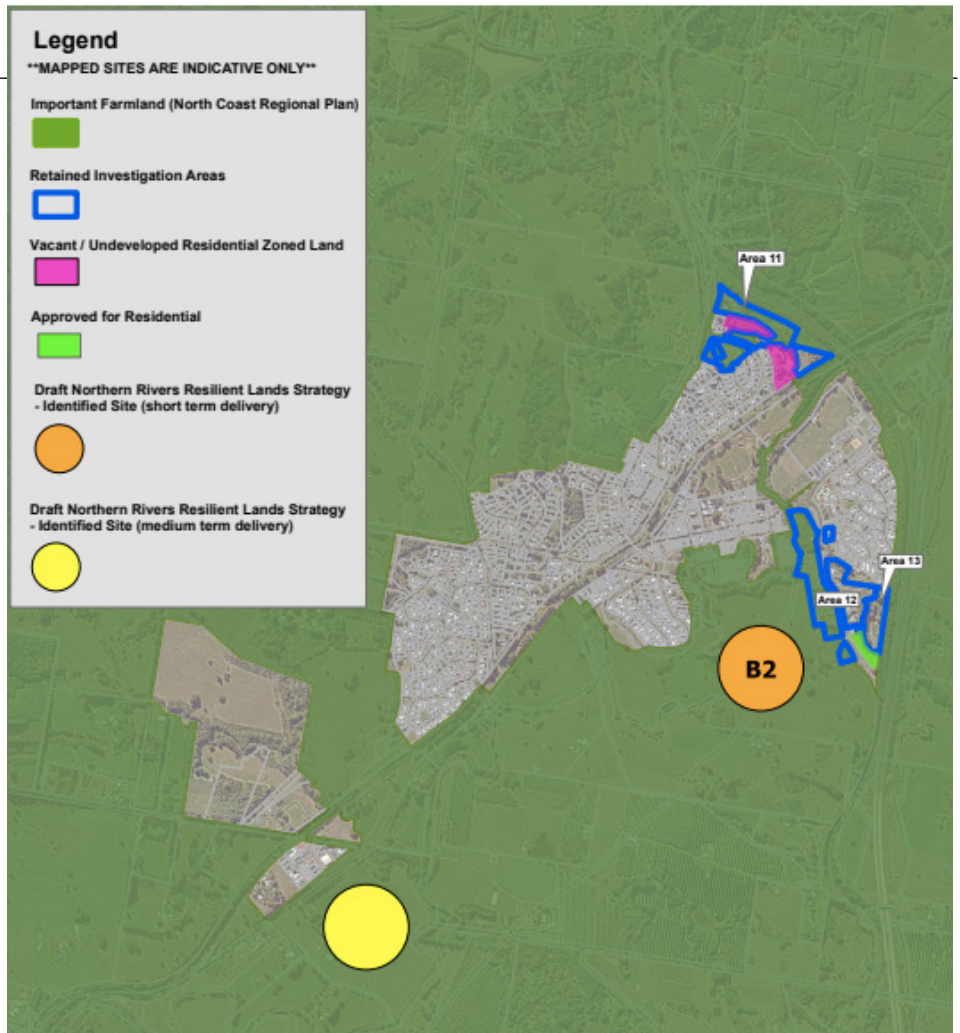 Legend
**MAPPED SITES ARE INDICATIVE ONLY**
Important Farmland (North Coast Regional Plan)
Retained Investigation Areas
Vacant / Undeveloped Residential Zoned Land
Approved for Residential
Draft Northern Rivers Resilient Lands Strategy
- Identified Site (short term delivery)
Draft Northern Rivers Resilient Lands Strategy
- Identified Site (medium term delivery)
Area 11
Area 13
Area 12
B2